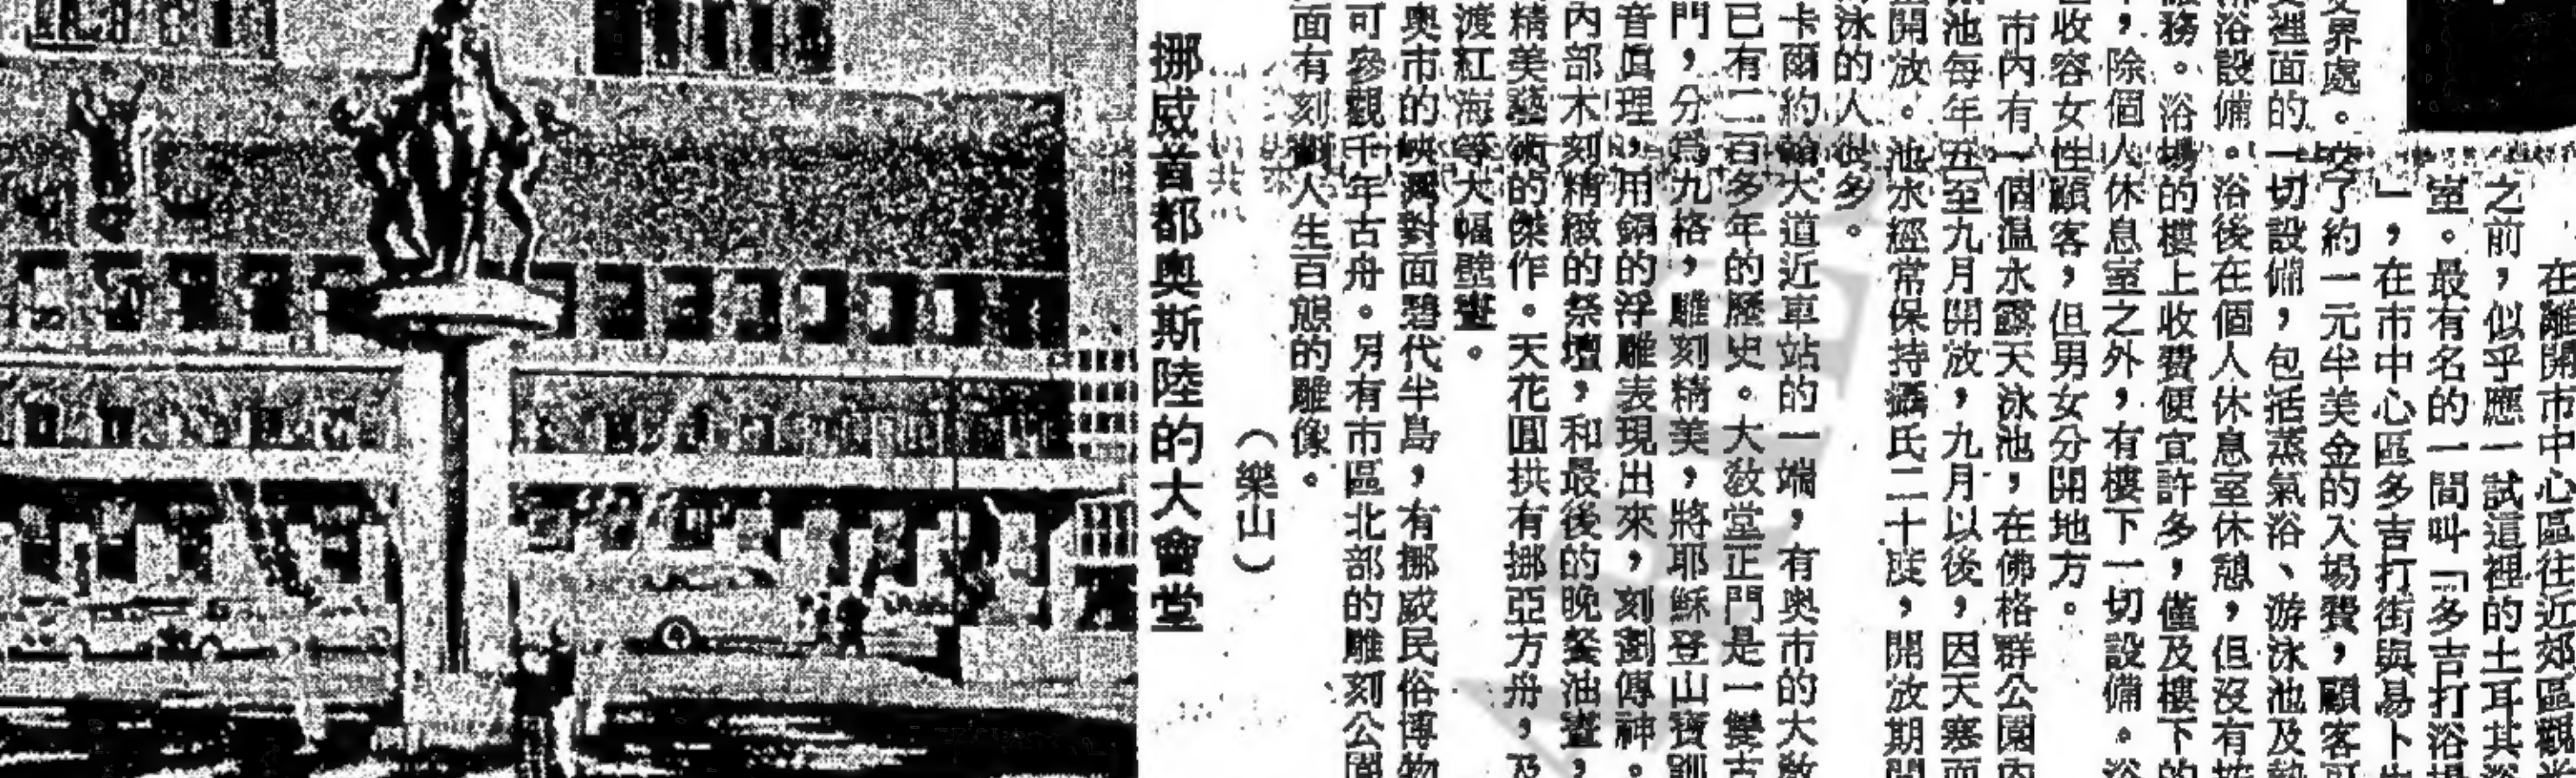 在離開市中心區往近郊區觀光
之前，似乎應一試這裡的土耳其浴
室。最有名的一間叫「多吉打浴場
」，在市中心區多吉打街與易卜生
交界處。交了約一元半美金的入場費，顧客可
裡面的一切設備，包括蒸氣浴、游泳池及熱
浴設備。浴後在個人休息室休憩，但沒有按
務。浴場的樓上收費便宜許多，僅及樓下的
，除個人休息室之外，有樓下一切設備。浴
收容女性顧客，但男女分開地方。
市內有一個溫水露天泳池，在佛格群公園內
池每年五至九月開放，九月以後，因天寒而
開放。池水經常保持攝氏二十度，開放期間
泳的人很多。
卡爾約翰大道近車站的一端，有奧市的大教
已有二百多年的歷史。大教堂正門是一雙古
門，分為九格，雕刻精美，將耶穌登山寶訓
音真理，用銅的浮雕表現出來，刻劃傳神。
內部木刻精緻的祭壇，和最後的晚餐油畫，
精美藝術的傑作。天花圓拱有挪亞方舟，及
渡紅海等大幅壁畫。
奧市的峽灣對面碧代半島，有挪威民俗博物
可參觀千年古舟。另有市區北部的雕刻公園
面有刻劃人生百態的雕像。
（樂山）
挪威首都奧斯陸的大會堂